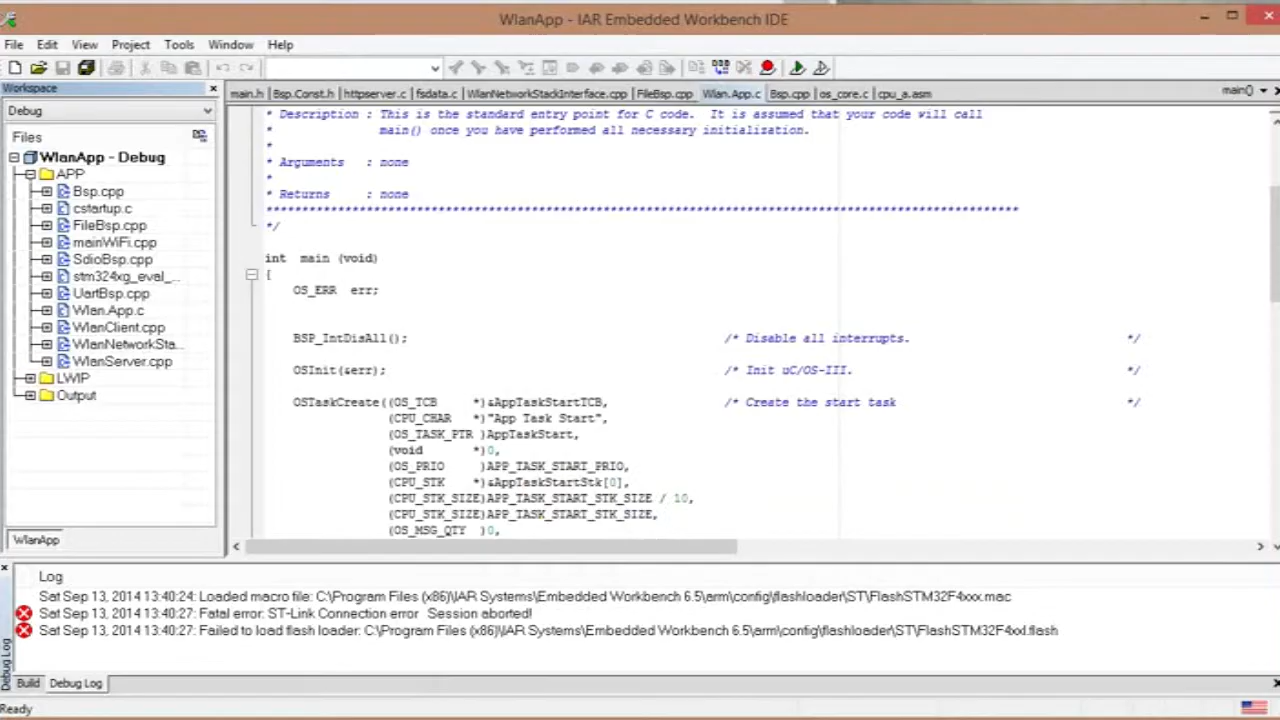 WlanApp - IAR Embedded Workbench IDE
File Edit View Project Tools Window Help
Workspace
main.h | Bsp.Const.h | httpserver.c | fsdata.c | WlanNetworkStackInterface.cpp | FileBsp.cpp | Wlan.App.c | Bsp.cpp | os_core.c | cpu_a.asm
main()
Debug
Files
WlanApp - Debug
APP
Bsp.cpp
cstartup.c
FileBsp.cpp
mainWiFi.cpp
SdioBsp.cpp
stm324xg_eval_...
UartBsp.cpp
Wlan.App.c
WlanClient.cpp
WlanNetworkSta...
WlanServer.cpp
LWIP
Output
WlanApp
* Description : This is the standard entry point for C code.  It is assumed that your code will call
*               main() once you have performed all necessary initialization.
*
* Arguments   : none
*
* Returns     : none
*********************************************************************************************************
*/
int  main (void)
{
OS_ERR  err;
BSP_IntDisAll();                /* Disable all interrupts.                */
OSInit(&err);                /* Init uC/OS-III.                */
OSTaskCreate((OS_TCB     *)&AppTaskStartTCB,                /* Create the start task                */
(CPU_CHAR   *)"App Task Start",
(OS_TASK_PTR )AppTaskStart,
(void       *)0,
(OS_PRIO     )APP_TASK_START_PRIO,
(CPU_STK    *)&AppTaskStartStk[0],
(CPU_STK_SIZE)APP_TASK_START_STK_SIZE / 10,
(CPU_STK_SIZE)APP_TASK_START_STK_SIZE,
(OS_MSG_QTY  )0,
Log
Sat Sep 13, 2014 13:40:24: Loaded macro file: C:\Program Files (x86)\IAR Systems\Embedded Workbench 6.5\arm\config\flashloader\ST\FlashSTM32F4xxx.mac
Sat Sep 13, 2014 13:40:27: Fatal error: ST-Link Connection error  Session aborted!
Sat Sep 13, 2014 13:40:27: Failed to load flash loader: C:\Program Files (x86)\IAR Systems\Embedded Workbench 6.5\arm\config\flashloader\ST\FlashSTM32F4xxl.flash
Debug Log
Build Debug Log
Ready